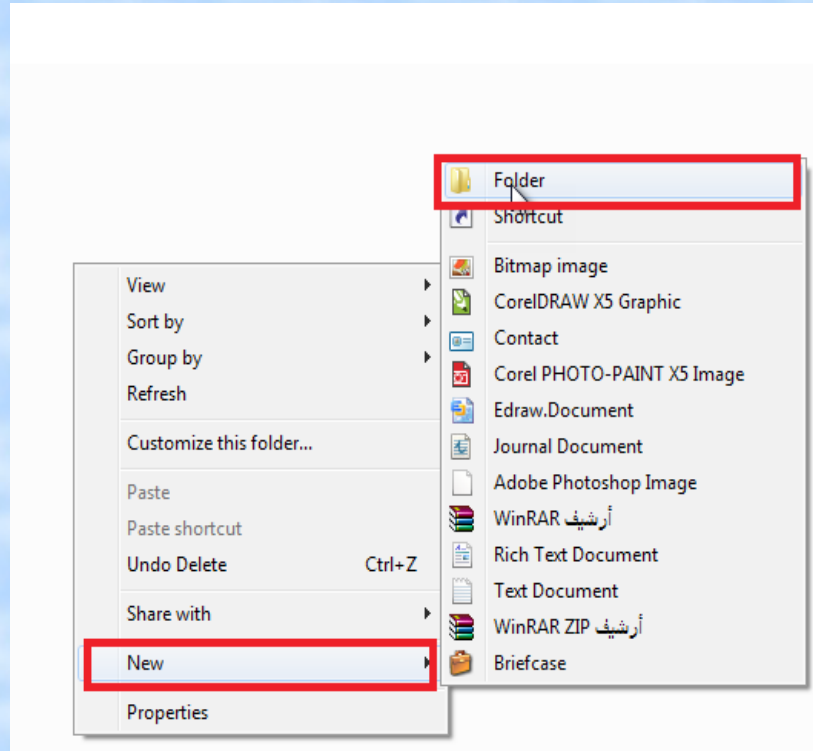 View
Sort by
Group by
Refresh
Customize this folder...
Paste
Paste shortcut
Undo Delete Ctrl+Z
Share with
New
Properties
Folder
Shortcut
Bitmap image
CorelDRAW X5 Graphic
Contact
Corel PHOTO-PAINT X5 Image
Edraw.Document
Journal Document
Adobe Photoshop Image
أرشيف WinRAR
Rich Text Document
Text Document
أرشيف WinRAR ZIP
Briefcase